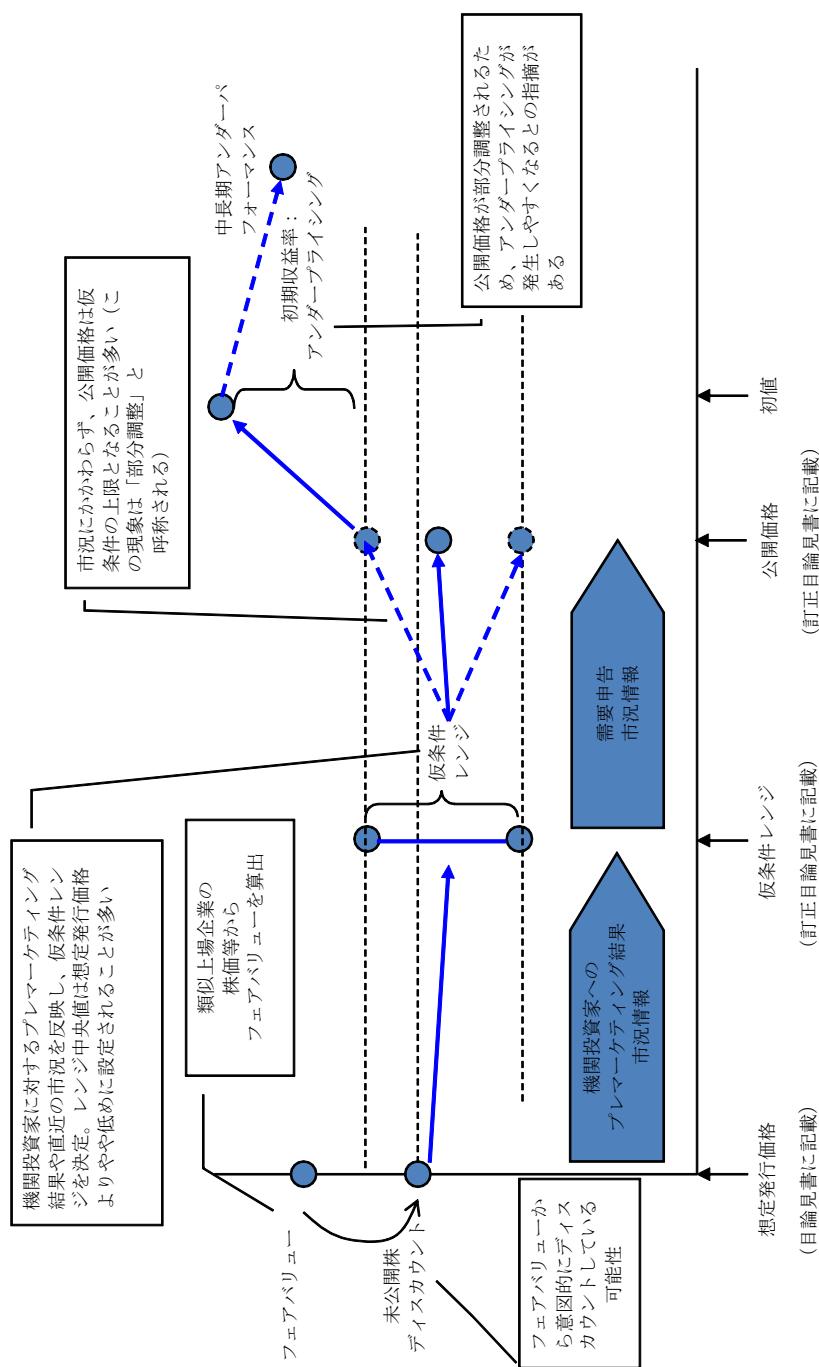 機関投資家に対するプレマーケティング
結果や直近の市況を反映し、仮条件レン
ジを決定。レンジ中央値は想定発行価格
よりやや低めに設定されることが多い
市況にかかわらず、公開価格は仮
条件の上限となることが多い（こ
の現象は「部分調整」と
呼称される）
類似上場企業の
株価等から
フェアバリューを算出
中長期アンダーパ
フォーマンス
初期収益率：
アンダープライシング
フェアバリュー
未公開株
ディスカウント
仮条件
レンジ
公開価格が部分調整されるた
め、アンダープライシングが
発生しやすくなるとの指摘が
ある
フェアバリューか
ら意図的にディス
カウントしている
可能性
機関投資家への
プレマーケティング結果
市況情報
需要申告
市況情報
想定発行価格
(目論見書に記載)
仮条件レンジ
(訂正目論見書に記載)
公開価格
(訂正目論見書に記載)
初値